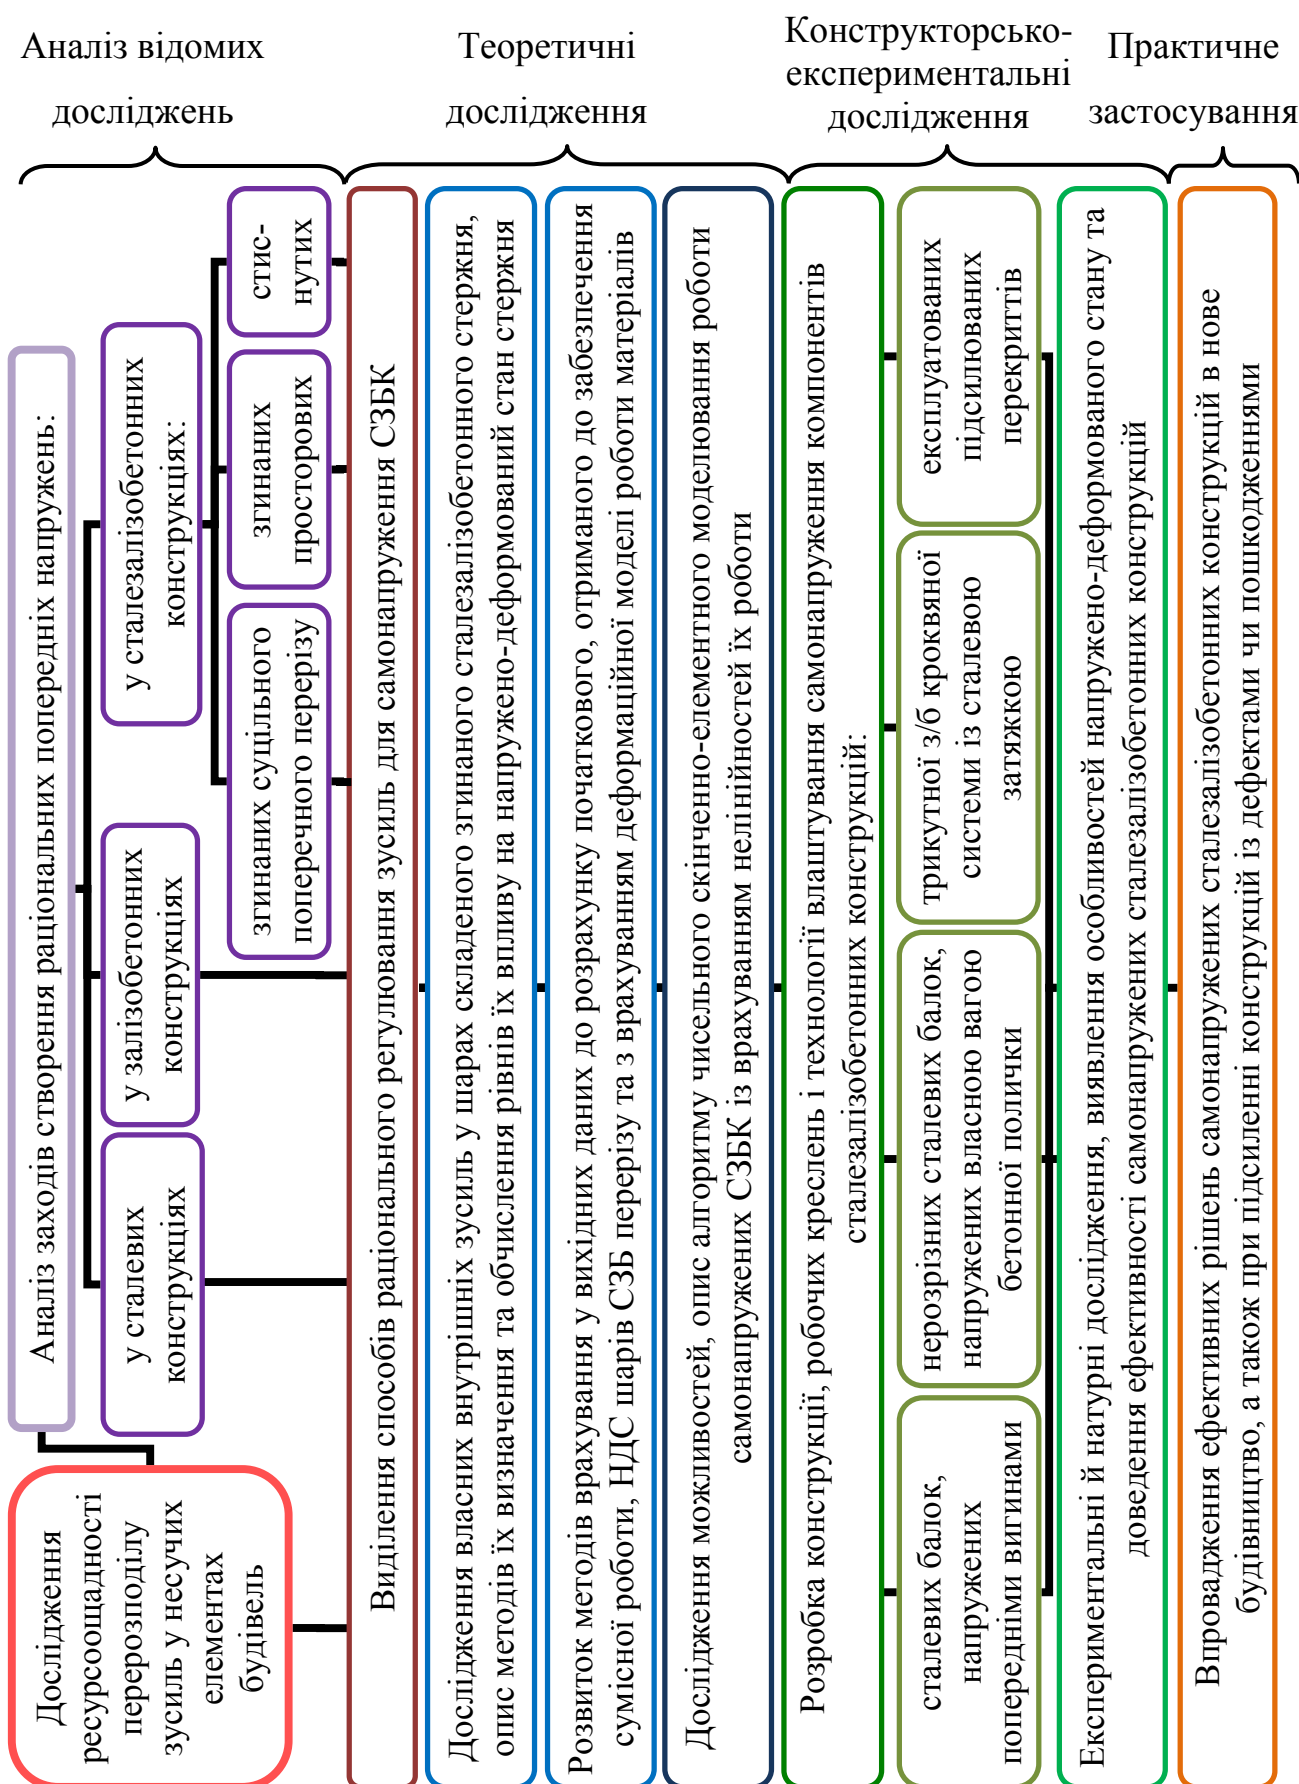 Аналіз відомих
досліджень
Теоретичні
дослідження
Конструкторсько-
експериментальні
дослідження
Практичне
застосування
Дослідження
ресурсоощадності
перерозподілу
зусиль у несучих
елементах
будівель
Аналіз заходів створення раціональних попередніх напружень:
у сталевих
конструкціях
у залізобетонних
конструкціях
у сталезалізобетонних
конструкціях:
згинаних суцільного
поперечного перерізу
згинаних
просторових
стис-
нутих
Виділення способів раціонального регулювання зусиль для самонапруження СЗБК
Дослідження власних внутрішніх зусиль у шарах складеного згинаного сталезалізобетонного стержня,
опис методів їх визначення та обчислення рівнів їх впливу на напружено-деформований стан стержня
Розвиток методів врахування у вихідних даних до розрахунку початкового, отриманого до забезпечення
сумісної роботи, НДС шарів СЗБ перерізу та з врахуванням деформаційної моделі роботи матеріалів
Дослідження можливостей, опис алгоритму чисельного скінченно-елементного моделювання роботи
самонапружених СЗБК із врахуванням нелінійностей їх роботи
Розробка конструкції, робочих креслень і технології влаштування самонапруження компонентів
сталезалізобетонних конструкцій:
сталевих балок,
напружених
попередніми вигинами
нерозрізних сталевих балок,
напружених власною вагою
бетонної полички
трикутної з/б кроквяної
системи із сталевою
затяжкою
експлуатованих
підсилюваних
перекриттів
Експериментальні й натурні дослідження, виявлення особливостей напружено-деформованого стану та
доведення ефективності самонапружених сталезалізобетонних конструкцій
Впровадження ефективних рішень самонапружених сталезалізобетонних конструкцій в нове
будівництво, а також при підсиленні конструкцій із дефектами чи пошкодженнями